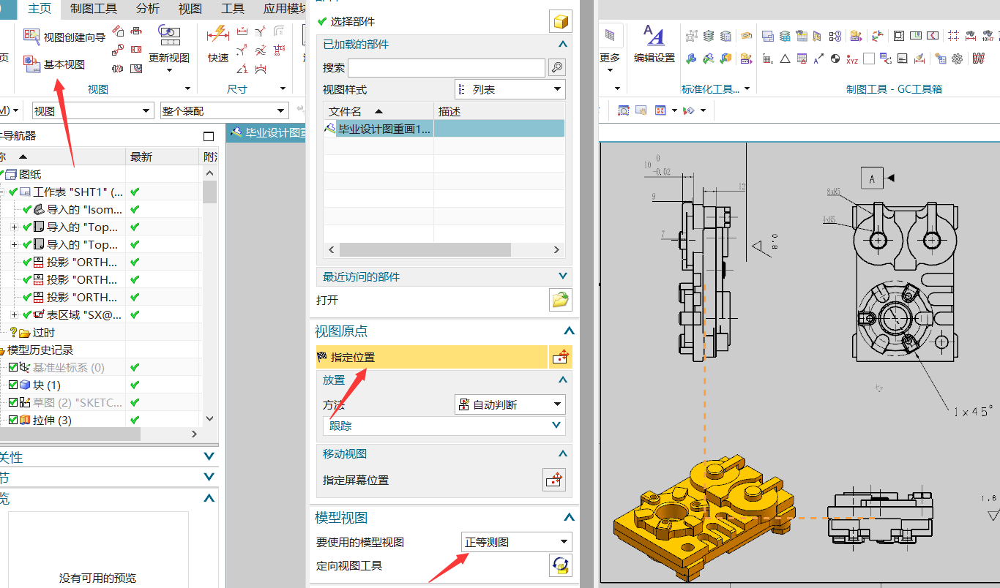 主页 制图工具 分析 视图 工具 应用模块
页
视图创建向导
基本视图
更新视图
视图
快速
尺寸
M)
视图
整个装配
导航器
毕业设计图重
称 最新 附注
图纸
工作表 "SHT1" (...
导入的 "Isom...
导入的 "Top...
导入的 "Top...
投影 "ORTH...
投影 "ORTH...
投影 "ORTH...
表区域 "SX@...
过时
模型历史记录
基准坐标系 (0)
块 (1)
草图 (2) "SKETC...
拉伸 (3)
关性
节
览
没有可用的预览
选择部件
已加载的部件
搜索
视图样式
列表
文件名 描述
毕业设计图重画1...
最近访问的部件
打开
视图原点
指定位置
放置
方法
自动判断
跟踪
移动视图
指定屏幕位置
模型视图
要使用的模型视图
正等测图
定向视图工具
更多
编辑设置
XYZ
10H7
标准化工具...
制图工具 - GC工具箱
0
10 -0.02
12
9
7
0.8
A
8xR5
4xR5
x2
1x45°
1.6